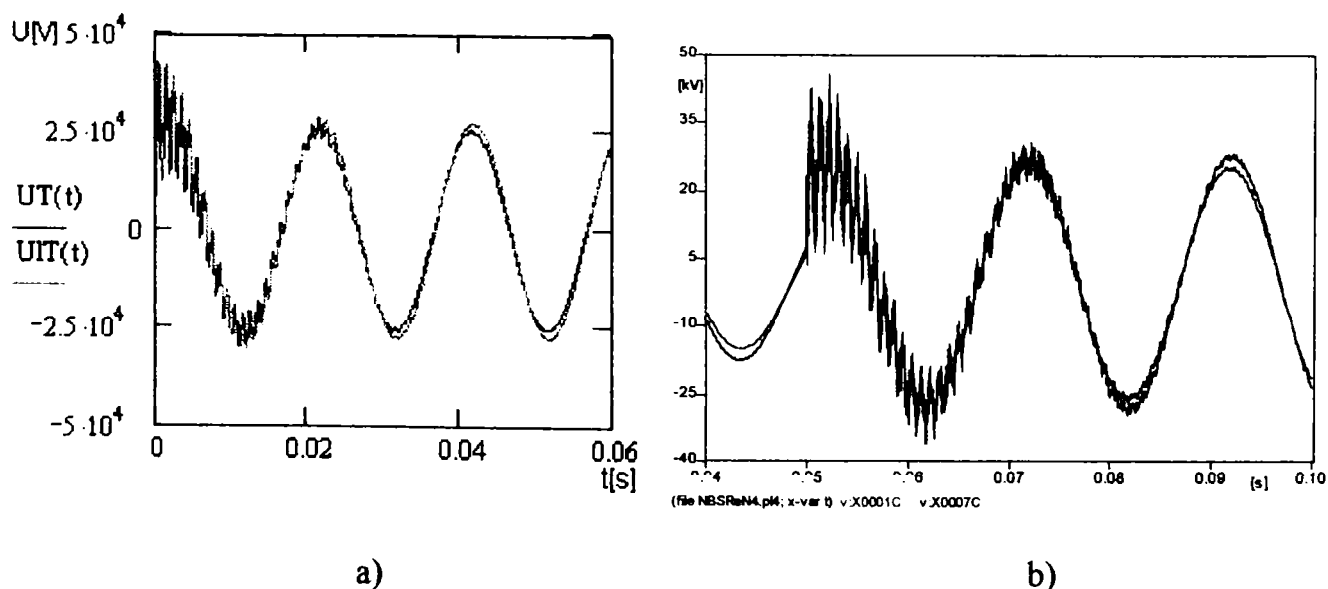 U[V] 5·10⁴
2.5·10⁴
UT(t)
0
UIT(t)
−2.5·10⁴
−5·10⁴
0 0.02 0.04 0.06
t[s]
50
[kV]
35
20
5
-10
-25
-40
0.06 0.07 0.08 0.09 [s] 0.10
(file NBSReN4.pl4; x-var t) v:X0001C v:X0007C
a) b)